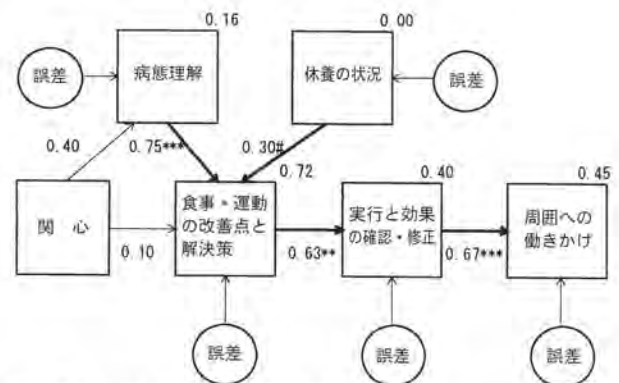 0.16
0.00
誤差
病態理解
休養の状況
誤差
0.40
0.75***
0.30#
0.72
0.40
0.45
関 心
0.10
食事・運動
の改善点と
解決策
0.63**
実行と効果
の確認・修正
0.67***
周囲への
働きかけ
誤差
誤差
誤差